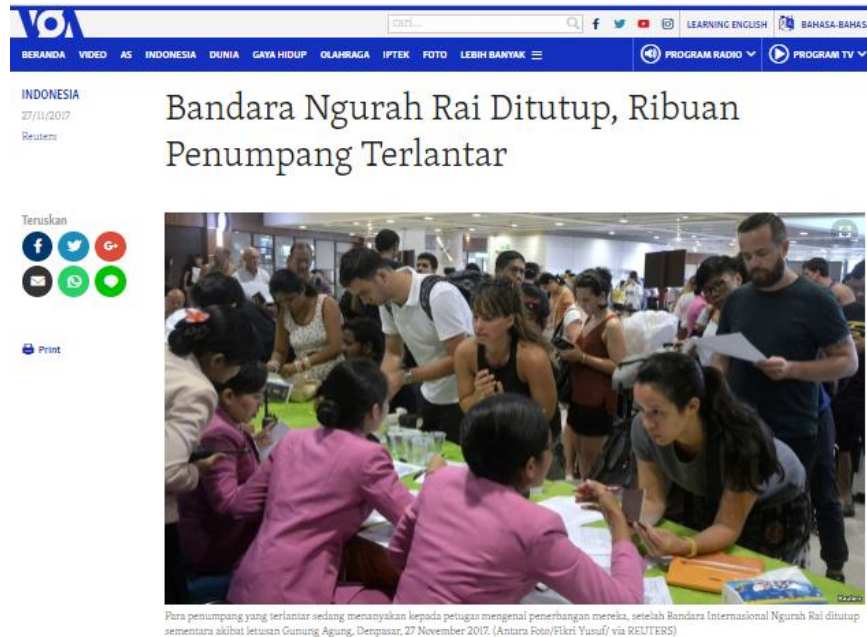 VOA
cari...
LEARNING ENGLISH
BAHASA-BAHAS
BERANDA VIDEO AS INDONESIA DUNIA GAYA HIDUP OLAHRAGA IPTEK FOTO LEBIH BANYAK
PROGRAM RADIO
PROGRAM TV
INDONESIA
27/11/2017
Reuters
Bandara Ngurah Rai Ditutup, Ribuan
Penumpang Terlantar
Teruskan
G+
Print
Reuters
Para penumpang yang terlantar sedang menanyakan kepada petugas mengenai penerbangan mereka, setelah Bandara Internasional Ngurah Rai ditutup
sementara akibat letusan Gunung Agung, Denpasar, 27 November 2017. (Antara Foto/Fikri Yusuf/ via REUTERS)